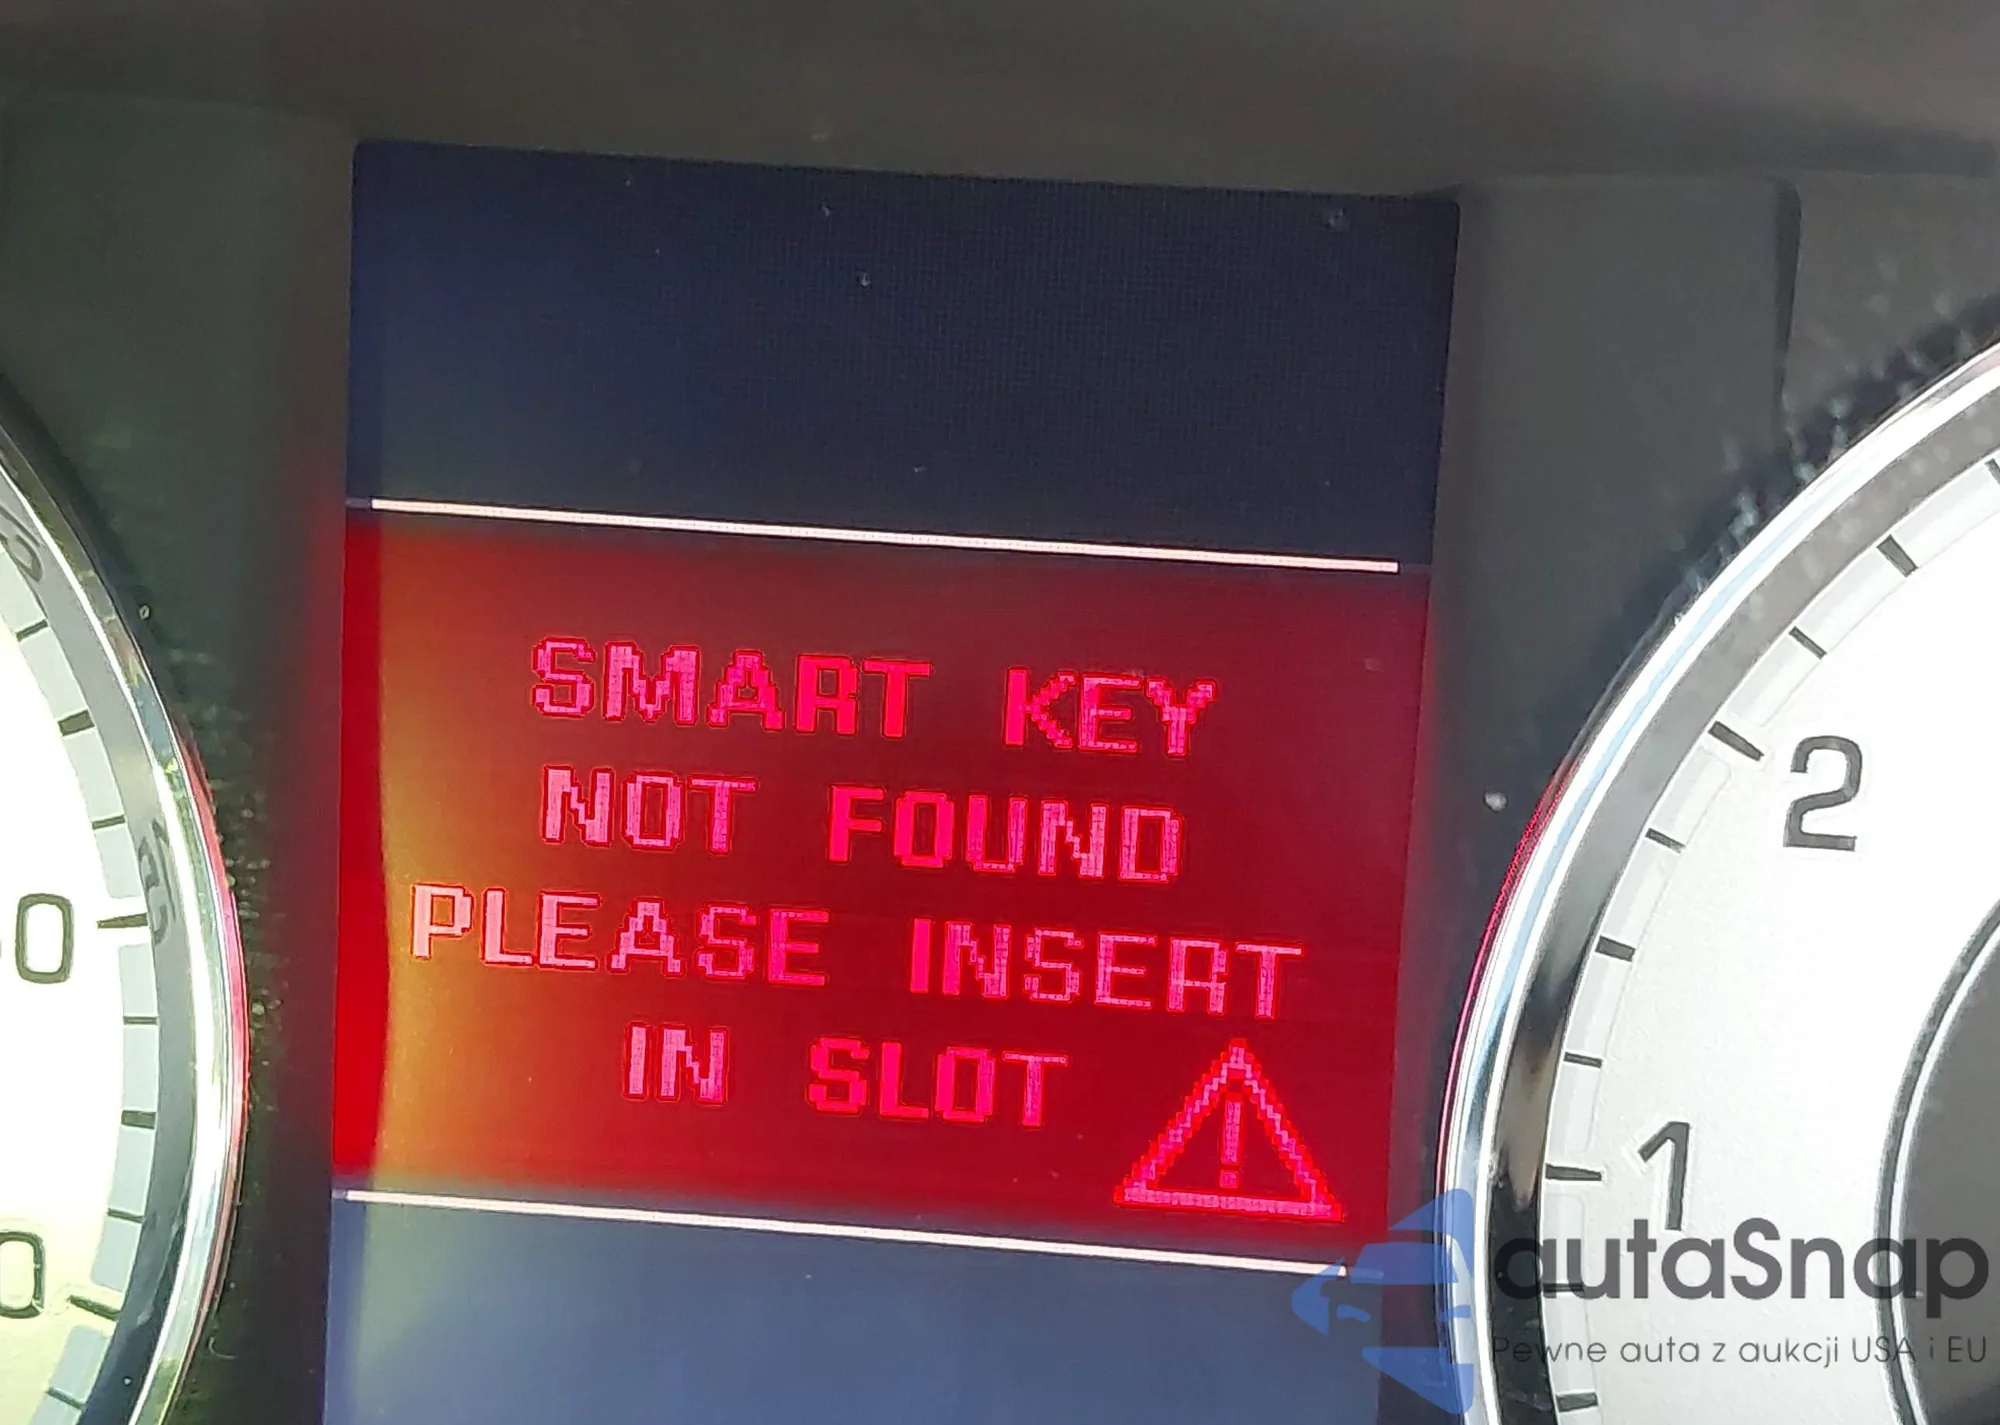 SMART KEY
NOT FOUND
PLEASE INSERT
IN SLOT
2
1
autaSnap
Pewne auta z aukcji USA i EU